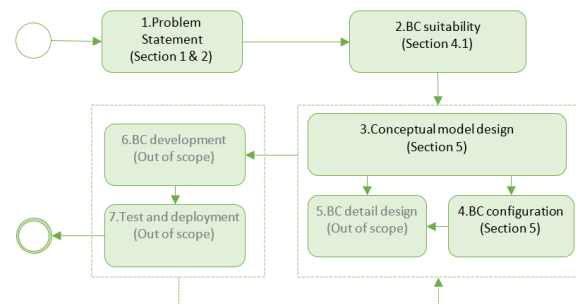 1.Problem
Statement
(Section 1 & 2)
2.BC suitability
(Section 4.1)
3.Conceptual model design
(Section 5)
6.BC development
(Out of scope)
7.Test and deployment
(Out of scope)
5.BC detail design
(Out of scope)
4.BC configuration
(Section 5)